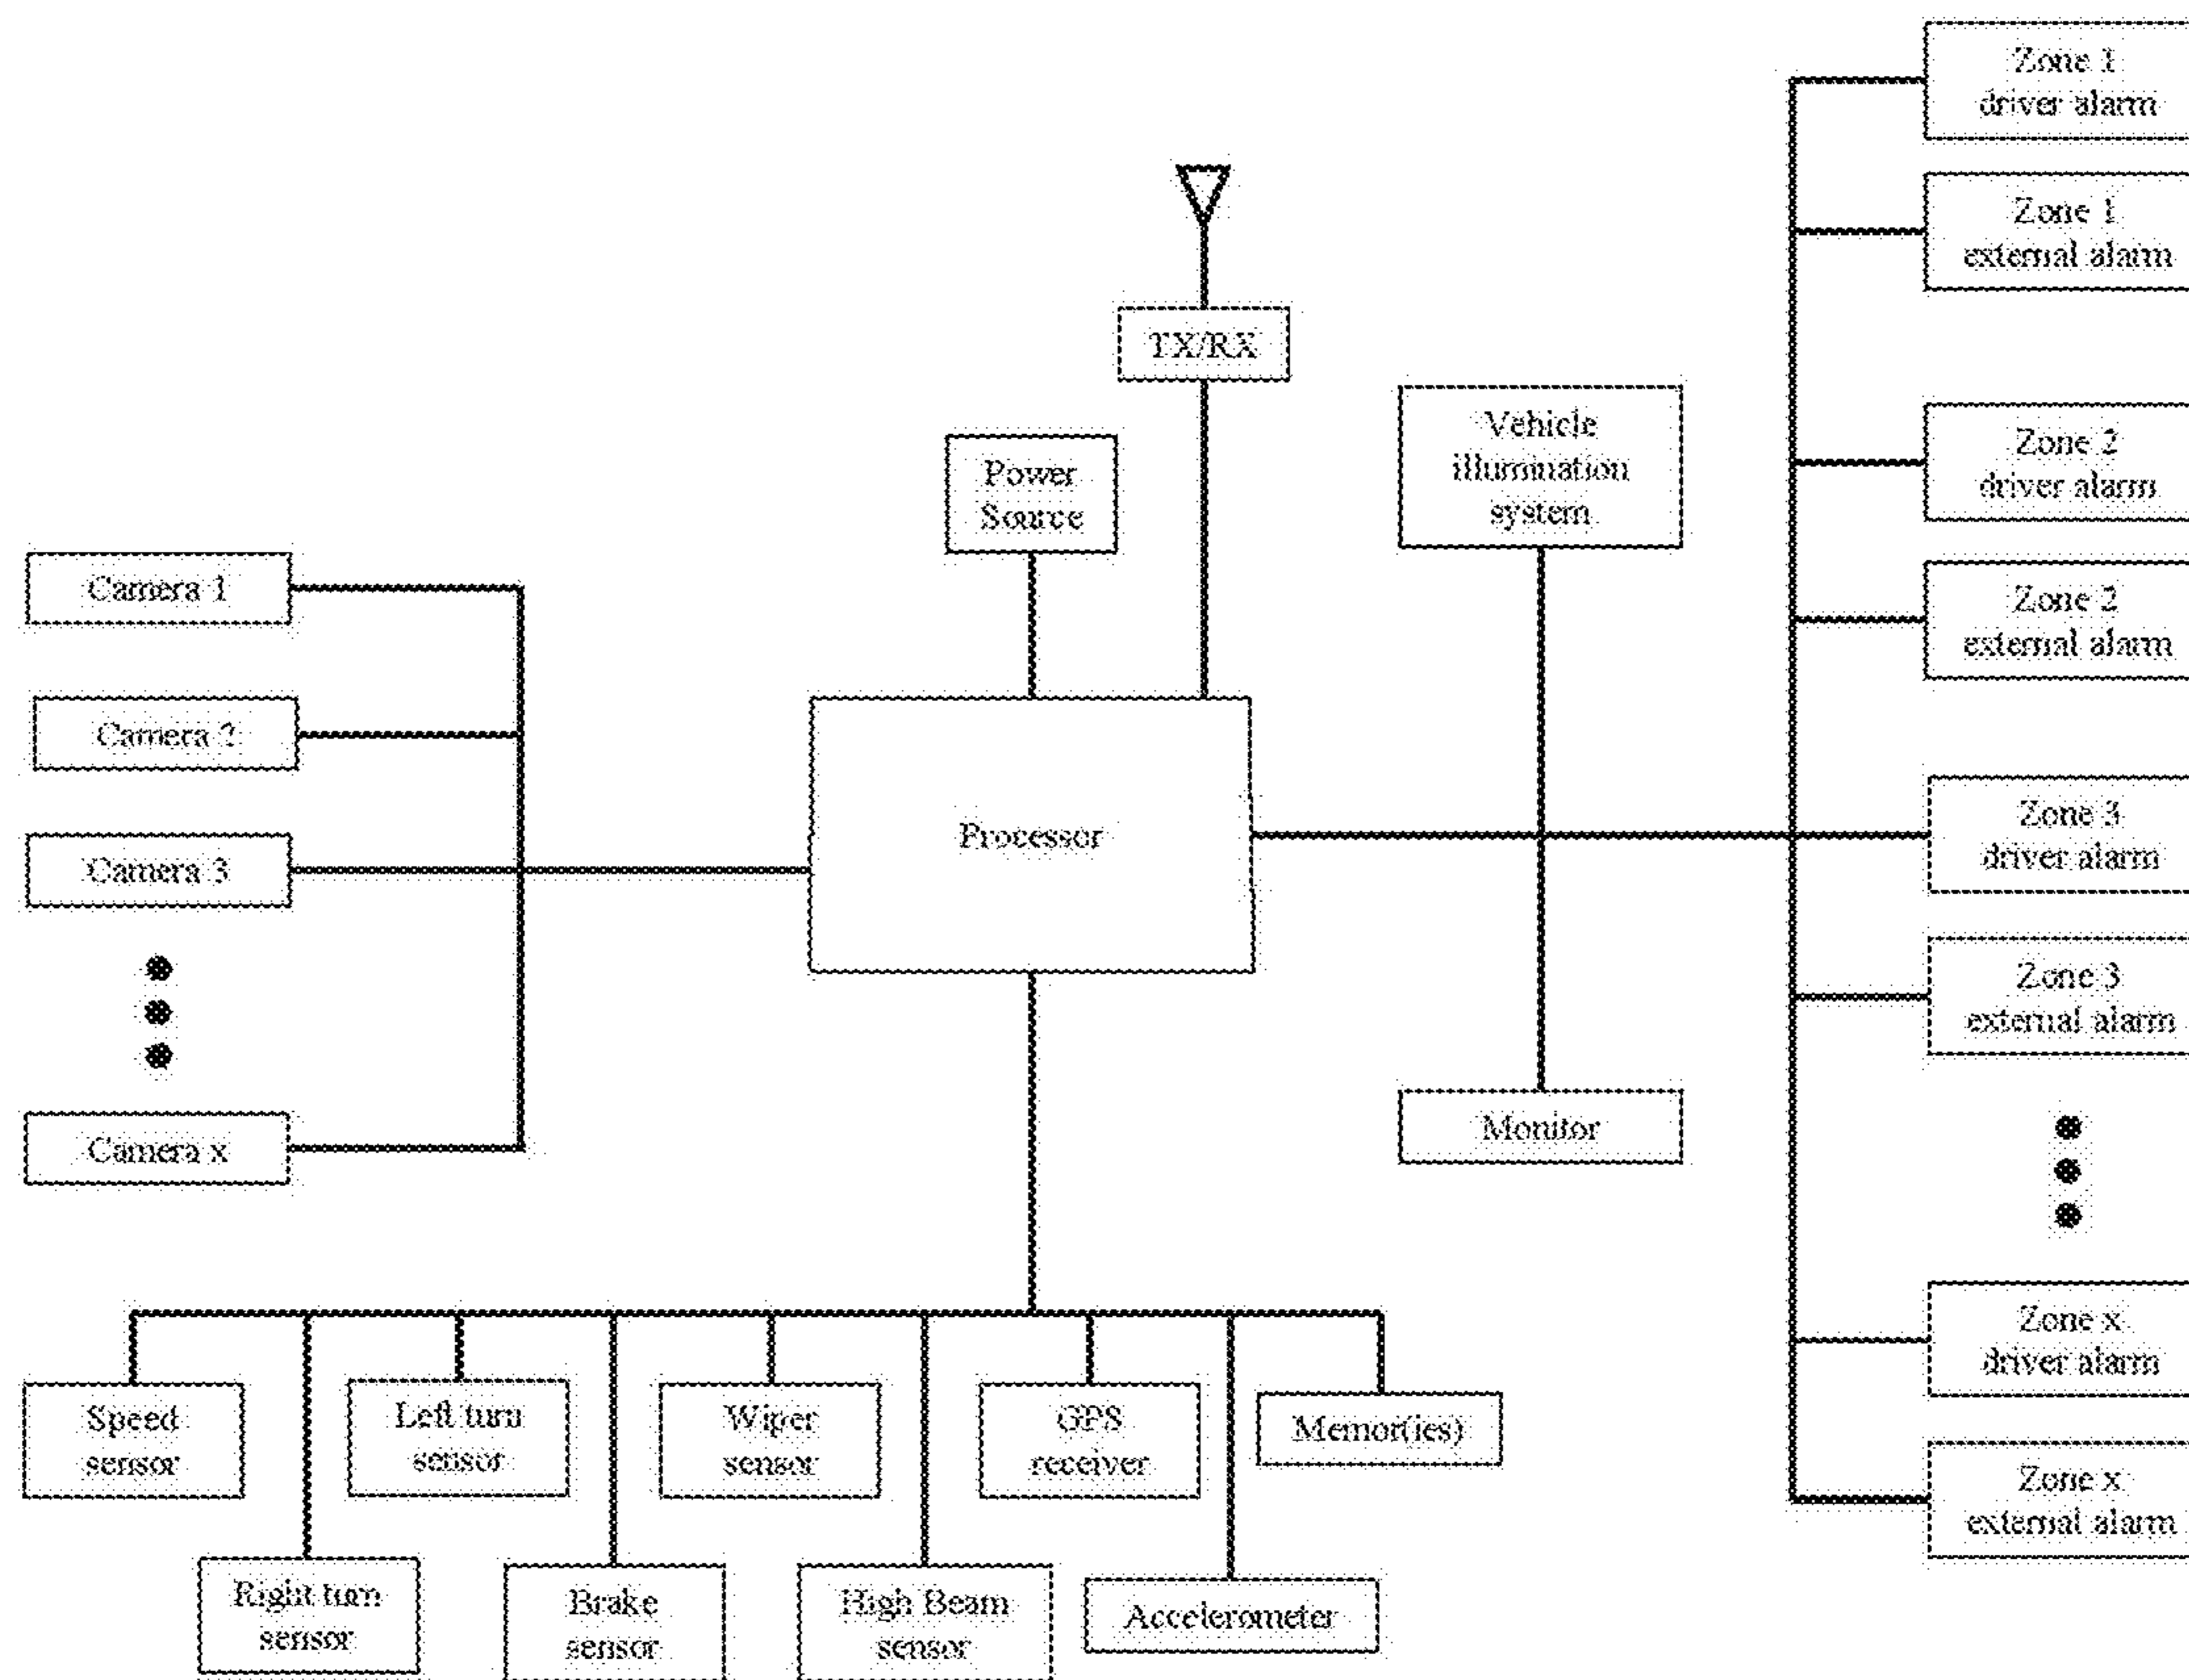 Zone 1
driver alarm
Zone 1
external alarm
TX/RX
Vehicle
illumination
system
Power
Source
Zone 2
driver alarm
Zone 2
external alarm
Camera 1
Camera 2
Camera 3
Camera x
Processor
Zone 3
driver alarm
Zone 3
external alarm
Monitor
Zone x
driver alarm
Zone x
external alarm
Speed
sensor
Left turn
sensor
Wiper
sensor
GPS
receiver
Memor(ies)
Right turn
sensor
Brake
sensor
High Beam
sensor
Accelerometer